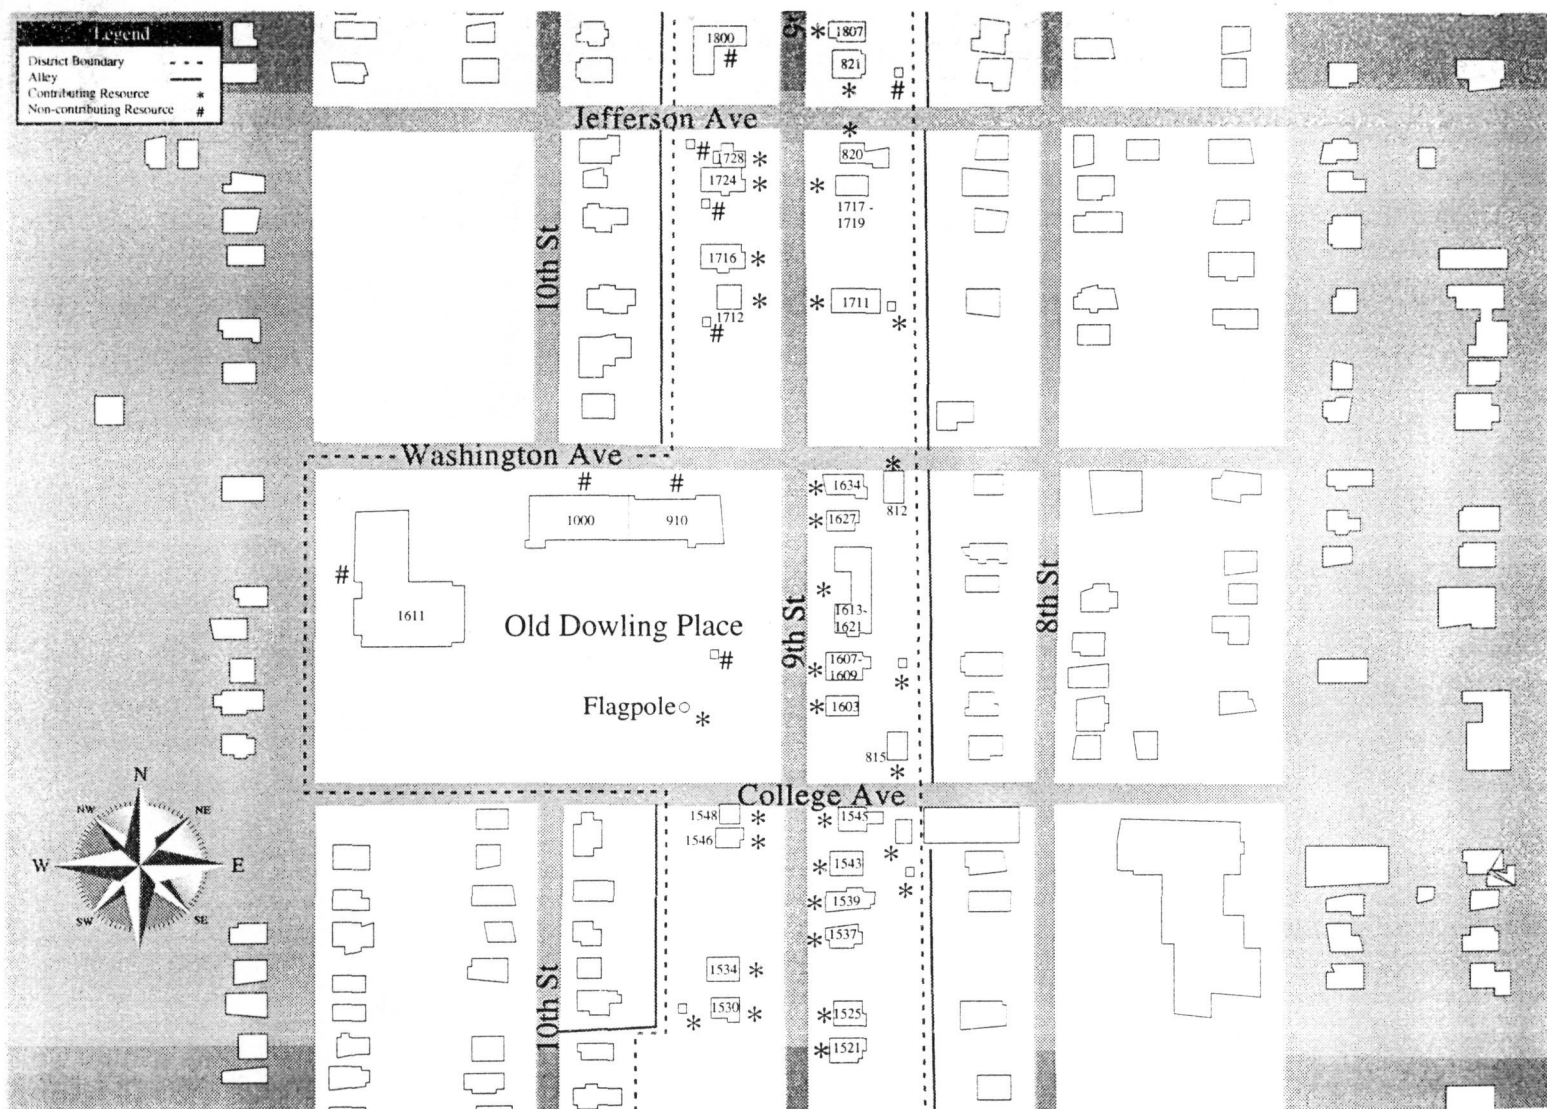 Legend
District Boundary
Alley
Contributing Resource *
Non-contributing Resource #
1800
#
* 1807
821
*
#
Jefferson Ave
*
# 1728 *
820
1724 *
*
1717 -
1719
#
10th St
1716 *
1712 *
#
* 1711
*
Washington Ave
*
# #
1000 910
* 1634
812
* 1627
#
1611
Old Dowling Place
#
Flagpole
*
9th St
8th St
*
1613-
1621
* 1607-
1609
*
* 1603
815
*
College Ave
N
NE
E
SE
SW
W
NW
1548 *
1546 *
* 1545
*
* 1543
*
* 1539
* 1537
10th St
1534 *
1530 *
*
* 1525
* 1521